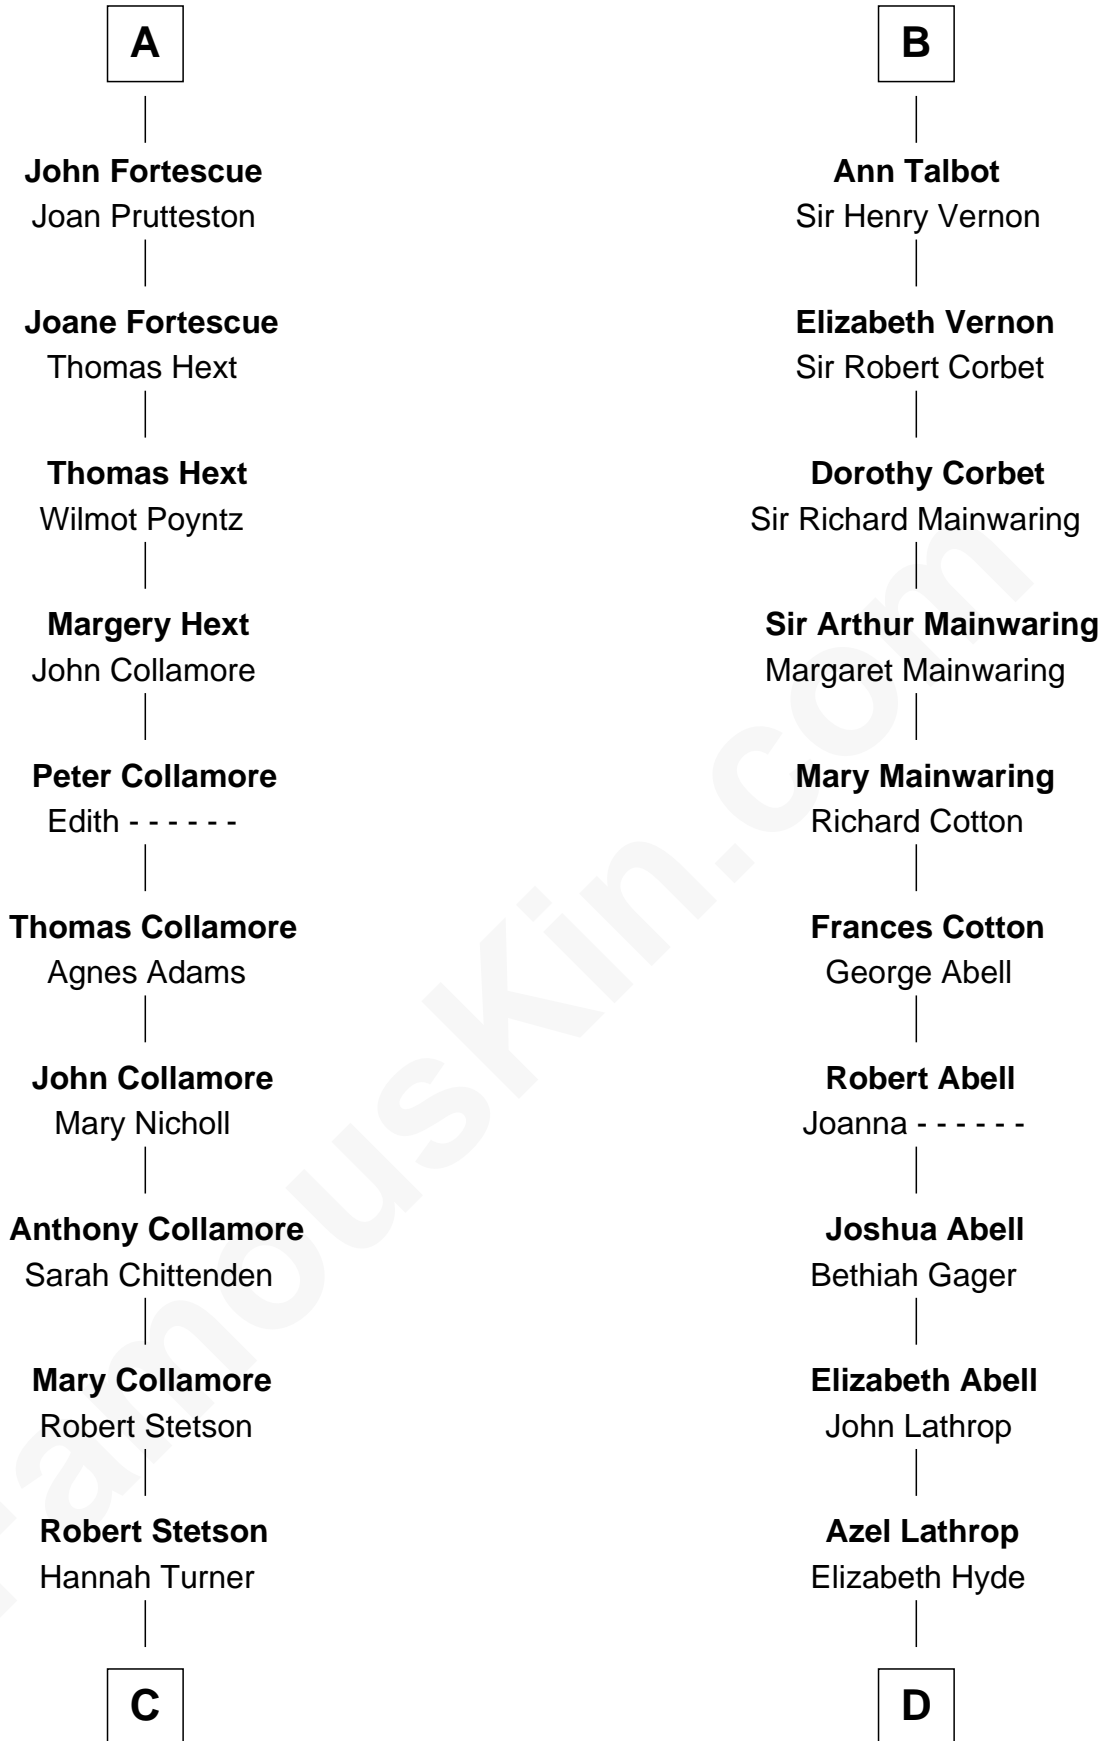 A
John Fortescue
Joan Prutteston
Joane Fortescue
Thomas Hext
Thomas Hext
Wilmot Poyntz
Margery Hext
John Collamore
Peter Collamore
Edith - - - - - -
Thomas Collamore
Agnes Adams
John Collamore
Mary Nicholl
Anthony Collamore
Sarah Chittenden
Mary Collamore
Robert Stetson
Robert Stetson
Hannah Turner
C
B
Ann Talbot
Sir Henry Vernon
Elizabeth Vernon
Sir Robert Corbet
Dorothy Corbet
Sir Richard Mainwaring
Sir Arthur Mainwaring
Margaret Mainwaring
Mary Mainwaring
Richard Cotton
Frances Cotton
George Abell
Robert Abell
Joanna - - - - - -
Joshua Abell
Bethiah Gager
Elizabeth Abell
John Lathrop
Azel Lathrop
Elizabeth Hyde
D
FamousKin.com